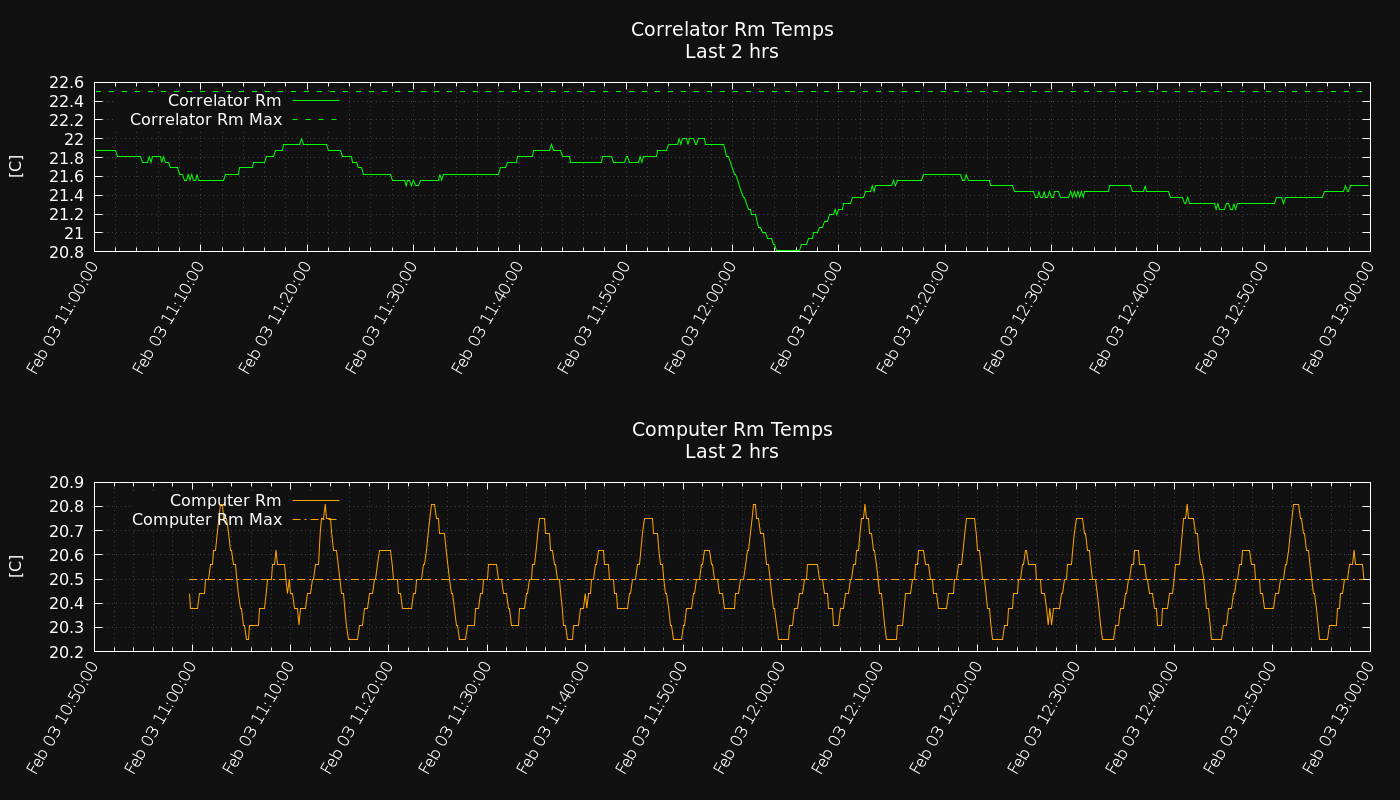 Correlator Rm Temps
Last 2 hrs
22.6
22.4
22.2
22
21.8
21.6
21.4
21.2
21
20.8
[C]
Correlator Rm
Correlator Rm Max
Feb 03 11:00:00
Feb 03 11:10:00
Feb 03 11:20:00
Feb 03 11:30:00
Feb 03 11:40:00
Feb 03 11:50:00
Feb 03 12:00:00
Feb 03 12:10:00
Feb 03 12:20:00
Feb 03 12:30:00
Feb 03 12:40:00
Feb 03 12:50:00
Feb 03 13:00:00
Computer Rm Temps
Last 2 hrs
20.9
20.8
20.7
20.6
20.5
20.4
20.3
20.2
[C]
Computer Rm
Computer Rm Max
Feb 03 10:50:00
Feb 03 11:00:00
Feb 03 11:10:00
Feb 03 11:20:00
Feb 03 11:30:00
Feb 03 11:40:00
Feb 03 11:50:00
Feb 03 12:00:00
Feb 03 12:10:00
Feb 03 12:20:00
Feb 03 12:30:00
Feb 03 12:40:00
Feb 03 12:50:00
Feb 03 13:00:00